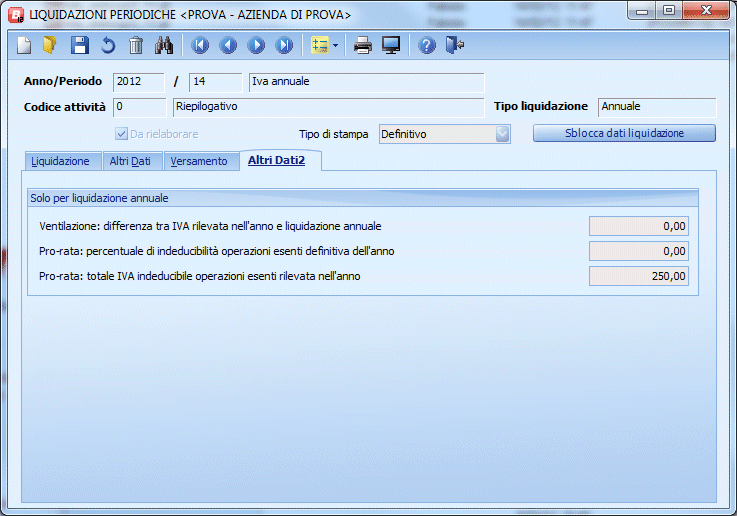 LIQUIDAZIONI PERIODICHE <PROVA - AZIENDA DI PROVA>
Anno/Periodo 2012 / 14 Iva annuale
Codice attività 0 Riepilogativo Tipo liquidazione Annuale
Da rielaborare Tipo di stampa Definitivo Sblocca dati liquidazione
Liquidazione Altri Dati Versamento Altri Dati2
Solo per liquidazione annuale
Ventilazione: differenza tra IVA rilevata nell'anno e liquidazione annuale 0,00
Pro-rata: percentuale di indeducibilità operazioni esenti definitiva dell'anno 0,00
Pro-rata: totale IVA indeducibile operazioni esenti rilevata nell'anno 250,00